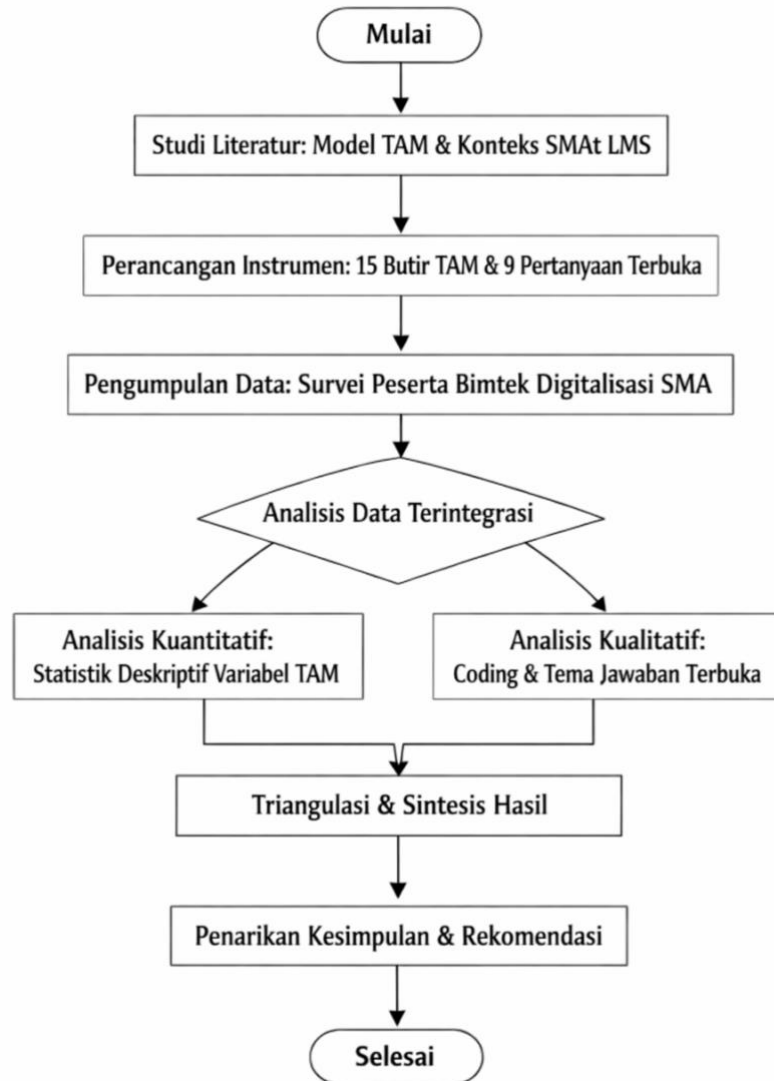 Mulai
Studi Literatur: Model TAM & Konteks SMAt LMS
Perancangan Instrumen: 15 Butir TAM & 9 Pertanyaan Terbuka
Pengumpulan Data: Survei Peserta Bimtek Digitalisasi SMA
Analisis Data Terintegrasi
Analisis Kuantitatif:
Statistik Deskriptif Variabel TAM
Analisis Kualitatif:
Coding & Tema Jawaban Terbuka
Triangulasi & Sintesis Hasil
Penarikan Kesimpulan & Rekomendasi
Selesai